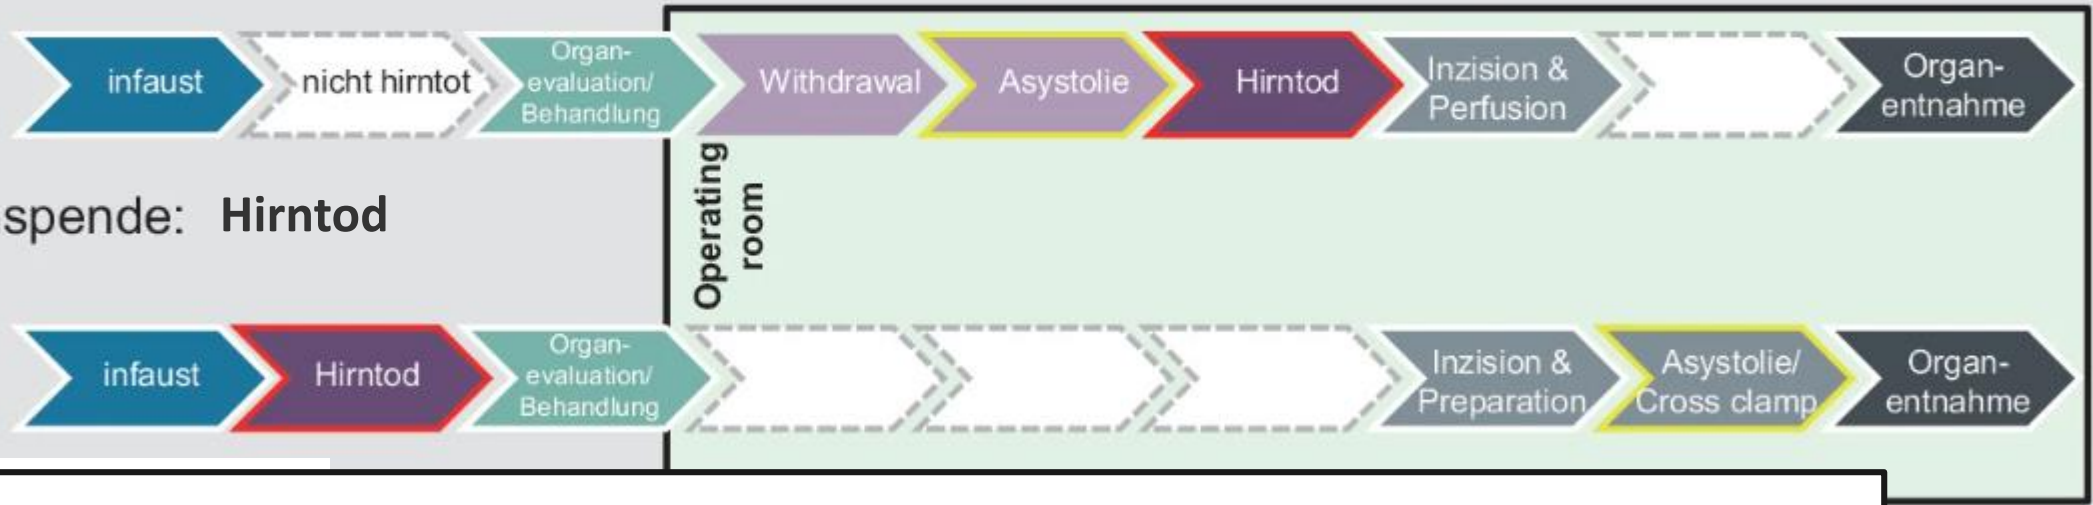 infaust
nicht hirntot
Organ-
evaluation/
Behandlung
Withdrawal
Asystolie
Hirntod
Inzision &
Perfusion
Organ-
entnahme
spende: Hirntod
Operating
room
infaust
Hirntod
Organ-
evaluation/
Behandlung
Inzision &
Preparation
Asystolie/
Cross clamp
Organ-
entnahme